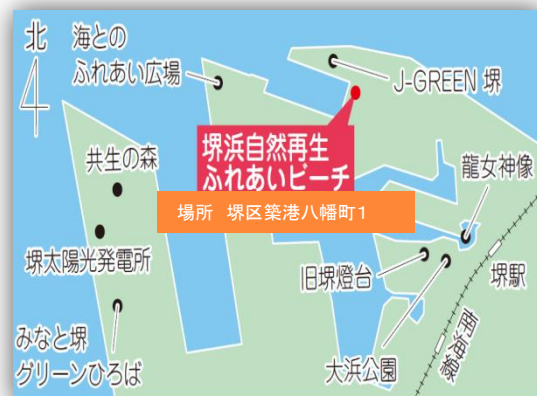 北
海との
ふれあい広場
J-GREEN 堺
堺浜自然再生
ふれあいビーチ
場所 堺区築港八幡町1
共生の森
龍女神像
堺太陽光発電所
旧堺燈台
堺駅
みなと堺
グリーンひろば
大浜公園
南海線